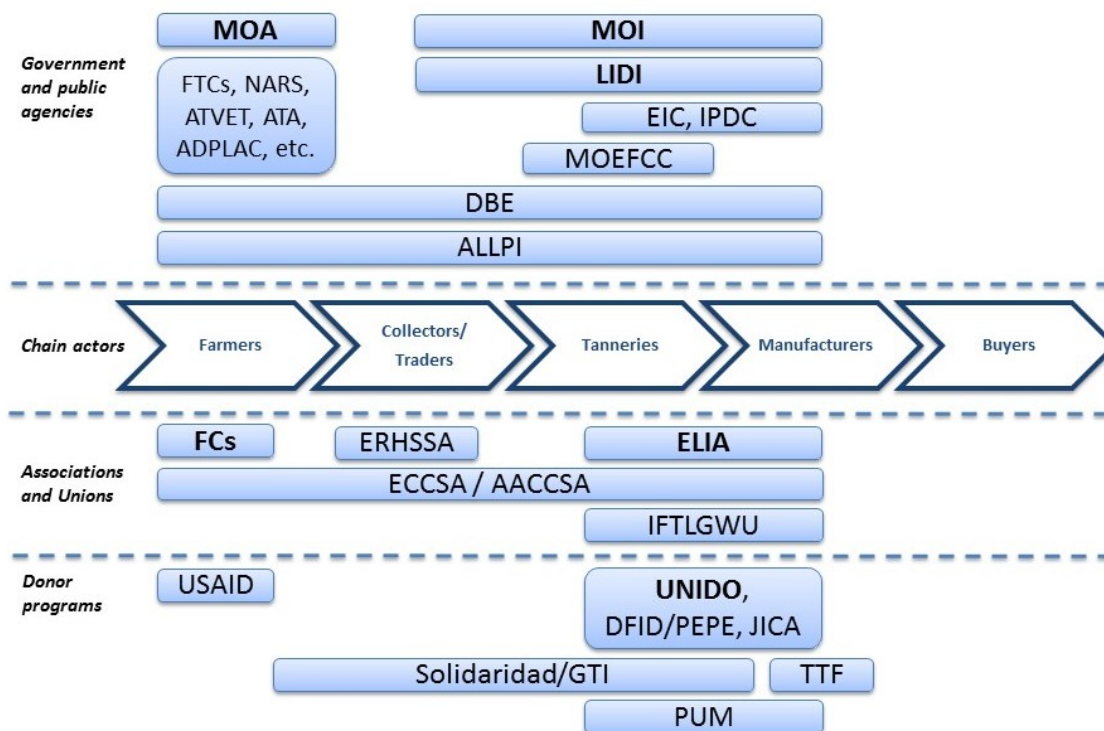 MOA
MOI
Government
and public
agencies
FTCs, NARS,
ATVET, ATA,
ADPLAC, etc.
LIDI
EIC, IPDC
MOEFCC
DBE
ALLPI
Chain actors
Farmers
Collectors/
Traders
Tanneries
Manufacturers
Buyers
Associations
and Unions
FCs
ERHSSA
ELIA
ECCSA / AACCSA
IFTLGWU
Donor
programs
USAID
UNIDO,
DFID/PEPE, JICA
Solidaridad/GTI
TTF
PUM